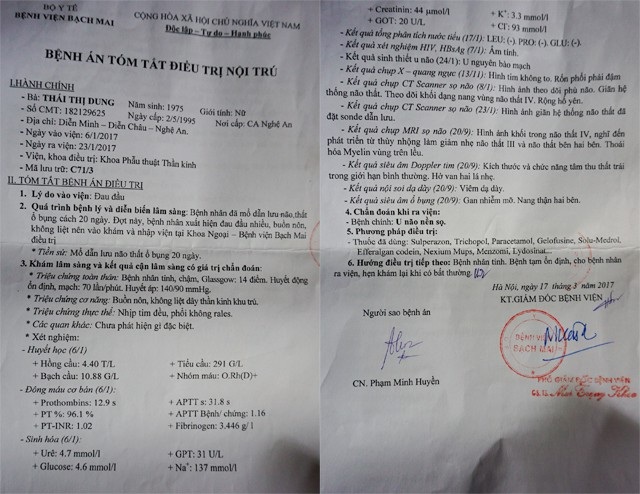 BỘ Y TẾ
BỆNH VIỆN BẠCH MAI
CỘNG HÒA XÃ HỘI CHỦ NGHĨA VIỆT NAM
Độc lập – Tự do – Hạnh phúc
BỆNH ÁN TÓM TẮT ĐIỀU TRỊ NỘI TRÚ
I.HÀNH CHÍNH
- Bà: THÁI THỊ DUNG Năm sinh: 1975 Giới tính: Nữ
- Số CMT: 182129625 Ngày cấp: 2/5/1995 Nơi cấp: CA Nghệ An
- Địa chỉ: Diễn Minh – Diễn Châu – Nghệ An.
- Ngày vào viện: 6/1/2017
- Ngày ra viện: 23/1/2017
- Viện, khoa điều trị: Khoa Phẫu thuật Thần kinh
- Mã lưu trữ: C71/3
II. TÓM TẮT BỆNH ÁN ĐIỀU TRỊ
1. Lý do vào viện: Đau đầu
2. Quá trình bệnh lý và diễn biến lâm sàng: Bệnh nhân đã mổ dẫn lưu não thất
ổ bụng cách 20 ngày. Đợt này, bệnh nhân xuất hiện đau đầu nhiều, buồn nôn,
không liệt nên vào khám và nhập viện tại Khoa Ngoại – Bệnh viện Bạch Mai
điều trị
* Tiền sử: Mổ dẫn lưu não thất ổ bụng 20 ngày.
3. Khám lâm sàng và kết quả cận lâm sàng có giá trị chẩn đoán:
* Triệu chứng toàn thân: Bệnh nhân tỉnh, chậm, Glassgow: 14 điểm. Huyết động
ổn định, mạch: 70 lần/phút. Huyết áp: 140/90 mmHg.
* Triệu chứng cơ năng: Buồn nôn, không liệt dây thần kinh khu trú.
* Triệu chứng thực thể: Nhịp tim đều, phổi không rales.
* Các quan khác: Chưa phát hiện gì đặc biệt.
* Xét nghiệm:
- Huyết học (6/1)
+ Hồng cầu: 4.40 T/L + Tiểu cầu: 291 G/L
+ Bạch cầu: 10.88 G/L + Nhóm máu: O.Rh(D)+
- Đông máu cơ bản (6/1):
+ Prothombins: 12.9 s + APTT s: 31.8 s
+ PT %: 96.1 % + APTT Bệnh/ chứng: 1.16
+ PT-INR: 1.02 + Fibrinogen: 3.446 g/l
- Sinh hóa (6/1):
+ Urê: 4.7 mmol/l + GPT: 31 U/L
+ Glucose: 4.6 mmol/l + Na+: 137 mmol/l
+ Creatinin: 44 µmol/l + K+: 3.3 mmol/l
+ GOT: 20 U/L + Cl-: 93 mmol/l
- Kết quả tổng phân tích nước tiểu (17/1): LEU: (-). PRO: (-). GLU: (-).
- Kết quả xét nghiệm HIV, HBsAg (7/1): Âm tính.
- Kết quả sinh thiết u não (24/1): U nguyên bào mạch
- Kết quả chụp X – quang ngực (13/11): Hình tim không to. Rốn phổi phải đậm
- Kết quả chụp CT Scanner sọ não (8/1): Hình ảnh theo dõi phù não. Giãn hệ
thống não thất. Theo dõi khối dạng nang vùng não thất IV. Rộng hố yên.
- Kết quả chụp CT Scanner sọ não (23/1): Hình ảnh giãn hệ thống não thất đã
đặt sonde dẫn lưu.
- Kết quả chụp MRI sọ não (20/9): Hình ảnh khối trong não thất IV, nghĩ đến
phát triển từ thùy nhộng làm giãn nhẹ não thất III và não thất bên hai bên. Thoái
hóa Myelin vùng trên lều.
- Kết quả siêu âm Doppler tim (20/9): Kích thước và chức năng tâm thu thất trái
trong giới hạn bình thường. Hở van hai lá nhẹ.
- Kết quả nội soi dạ dày (20/9): Viêm dạ dày.
- Kết quả siêu âm ổ bụng (20/9): Gan nhiễm mỡ. Nang thận hai bên.
4. Chẩn đoán khi ra viện:
- Bệnh chính: U não nền sọ.
5. Phương pháp điều trị:
- Thuốc đã dùng: Sulperazon, Trichopol, Paracetamol, Gelofusine, Solu-Medrol,
Efferalgan codein, Nexium Mups, Menzomi, Lydosinat...
6. Hướng điều trị tiếp theo: Bệnh nhân tỉnh. Bệnh tạm ổn định, cho bệnh nhân
ra viện, hẹn khám lại khi có bất thường.
Hà Nội, ngày 17 tháng 3 năm 2017
KT.GIÁM ĐỐC BỆNH VIỆN
Người sao bệnh án
BỆNH VIỆN
BẠCH MAI
CN. Phạm Minh Huyền
PHÓ GIÁM ĐỐC BỆNH VIỆN